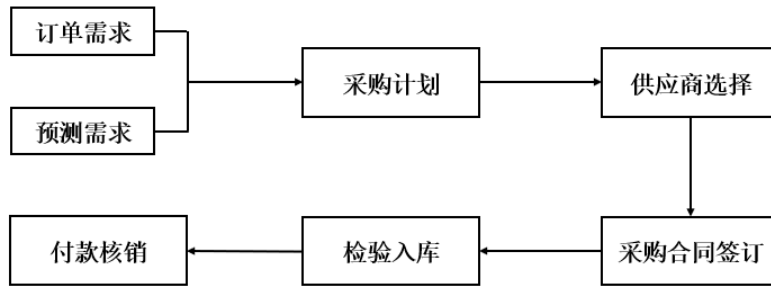 订单需求
预测需求
采购计划
供应商选择
采购合同签订
检验入库
付款核销